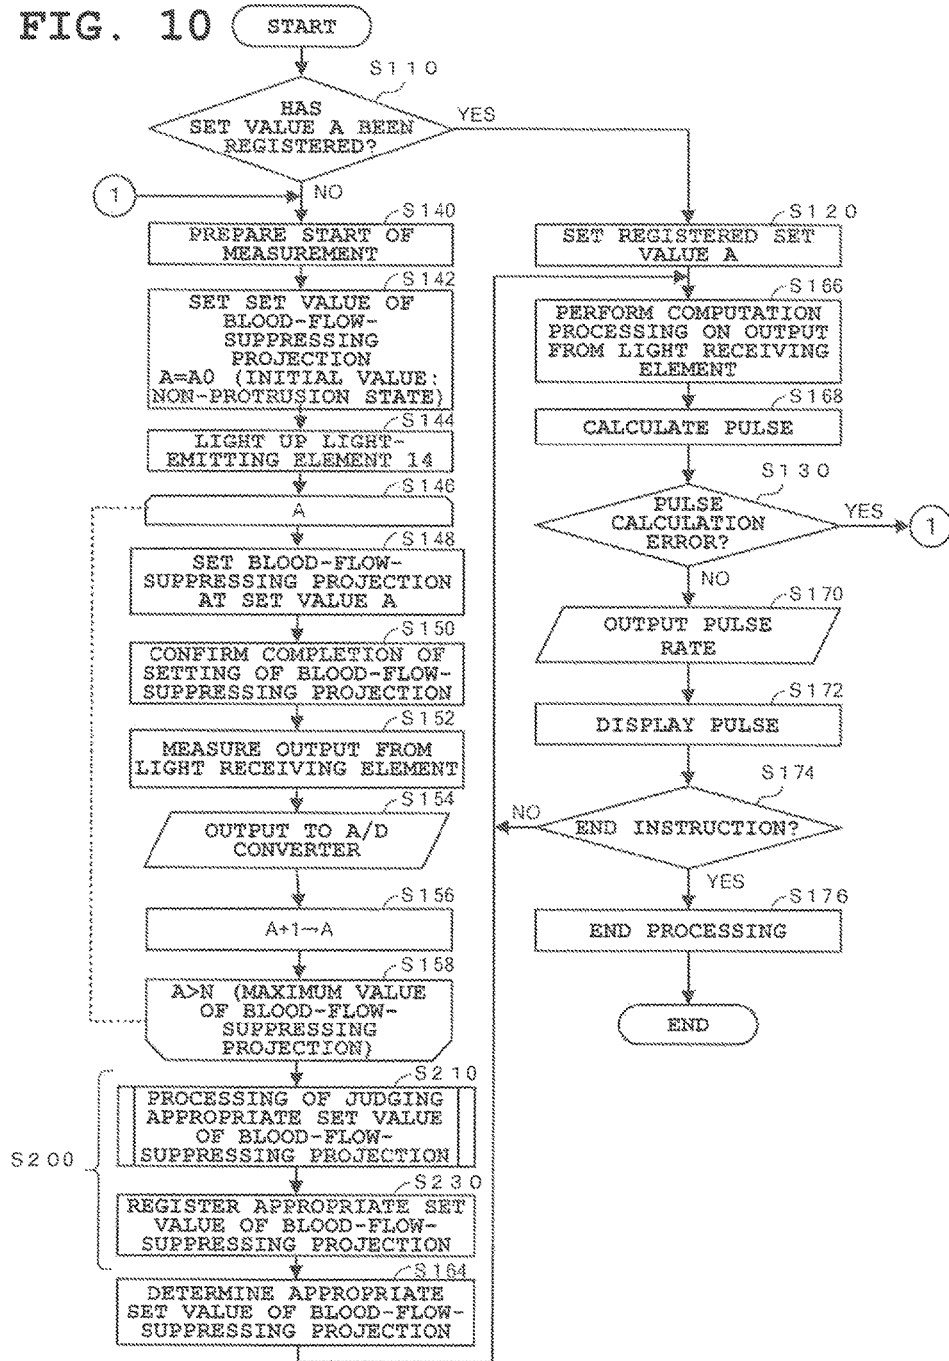 FIG. 10
START
S110
HAS
SET VALUE A BEEN
REGISTERED?
YES
NO
1
S140
PREPARE START OF
MEASUREMENT
S142
SET SET VALUE OF
BLOOD-FLOW-
SUPPRESSING
PROJECTION
A=A0 (INITIAL VALUE:
NON-PROTRUSION STATE)
S144
LIGHT UP LIGHT-
EMITTING ELEMENT 14
S146
A
S148
SET BLOOD-FLOW-
SUPPRESSING PROJECTION
AT SET VALUE A
S150
CONFIRM COMPLETION OF
SETTING OF BLOOD-FLOW-
SUPPRESSING PROJECTION
S152
MEASURE OUTPUT FROM
LIGHT RECEIVING ELEMENT
S154
OUTPUT TO A/D
CONVERTER
S156
A+1→A
S158
A>N (MAXIMUM VALUE
OF BLOOD-FLOW-
SUPPRESSING
PROJECTION)
S200
S210
PROCESSING OF JUDGING
APPROPRIATE SET VALUE
OF BLOOD-FLOW-
SUPPRESSING PROJECTION
S230
REGISTER APPROPRIATE SET
VALUE OF BLOOD-FLOW-
SUPPRESSING PROJECTION
S164
DETERMINE APPROPRIATE
SET VALUE OF BLOOD-FLOW-
SUPPRESSING PROJECTION
S120
SET REGISTERED SET
VALUE A
S166
PERFORM COMPUTATION
PROCESSING ON OUTPUT
FROM LIGHT RECEIVING
ELEMENT
S168
CALCULATE PULSE
S130
PULSE
CALCULATION
ERROR?
YES
1
NO
S170
OUTPUT PULSE
RATE
S172
DISPLAY PULSE
S174
NO
END INSTRUCTION?
YES
S176
END PROCESSING
END